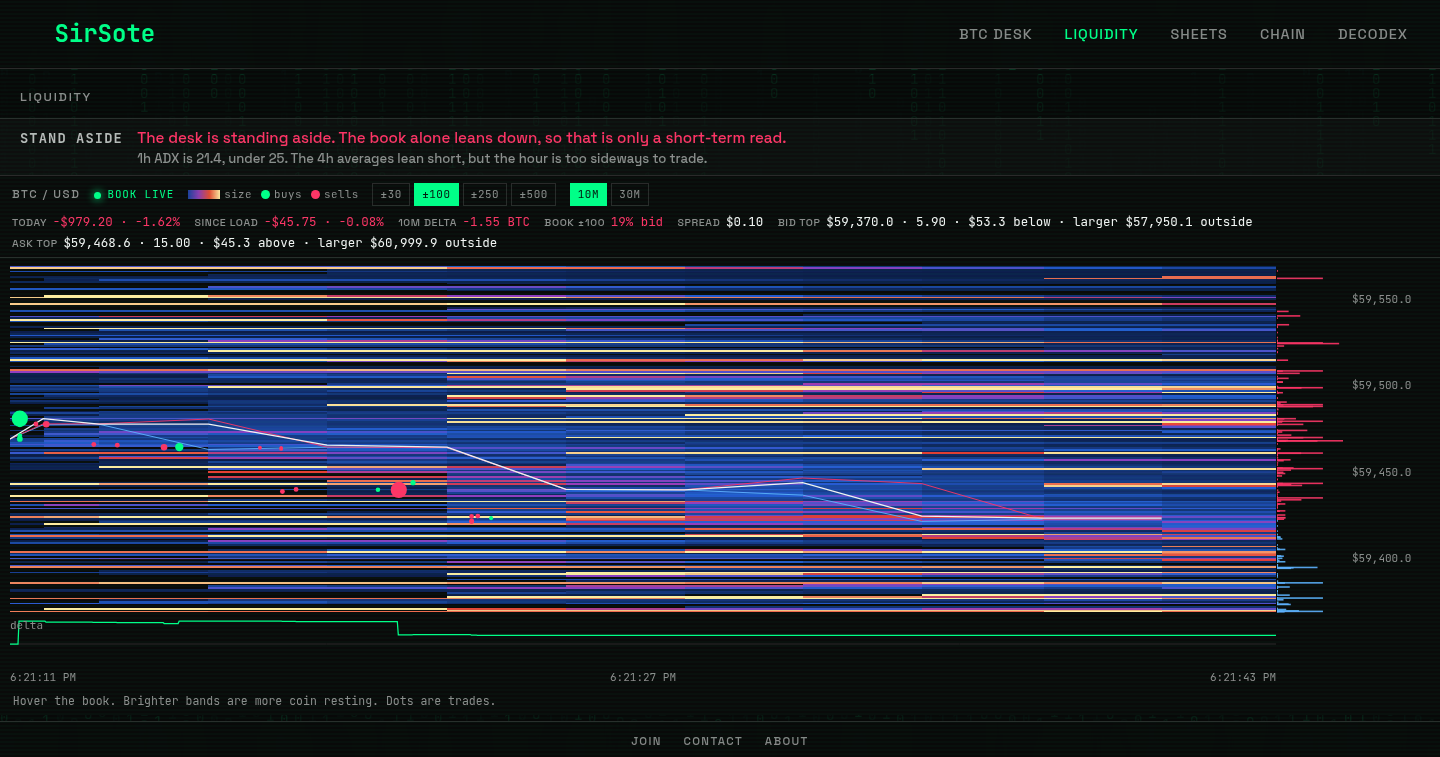 SirSote
BTC DESK LIQUIDITY SHEETS CHAIN DECODEX
LIQUIDITY
STAND ASIDE The desk is standing aside. The book alone leans down, so that is only a short-term read.
1h ADX is 21.4, under 25. The 4h averages lean short, but the hour is too sideways to trade.
BTC / USD BOOK LIVE size buys sells ±30 ±100 ±250 ±500 10M 30M
TODAY -$979.20 · -1.62% SINCE LOAD -$45.75 · -0.08% 10M DELTA -1.55 BTC BOOK ±100 19% bid SPREAD $0.10 BID TOP $59,370.0 · 5.90 · $53.3 below · larger $57,950.1 outside
ASK TOP $59,468.6 · 15.00 · $45.3 above · larger $60,999.9 outside
$59,550.0
$59,500.0
$59,450.0
$59,400.0
delta
6:21:11 PM 6:21:27 PM 6:21:43 PM
Hover the book. Brighter bands are more coin resting. Dots are trades.
JOIN CONTACT ABOUT